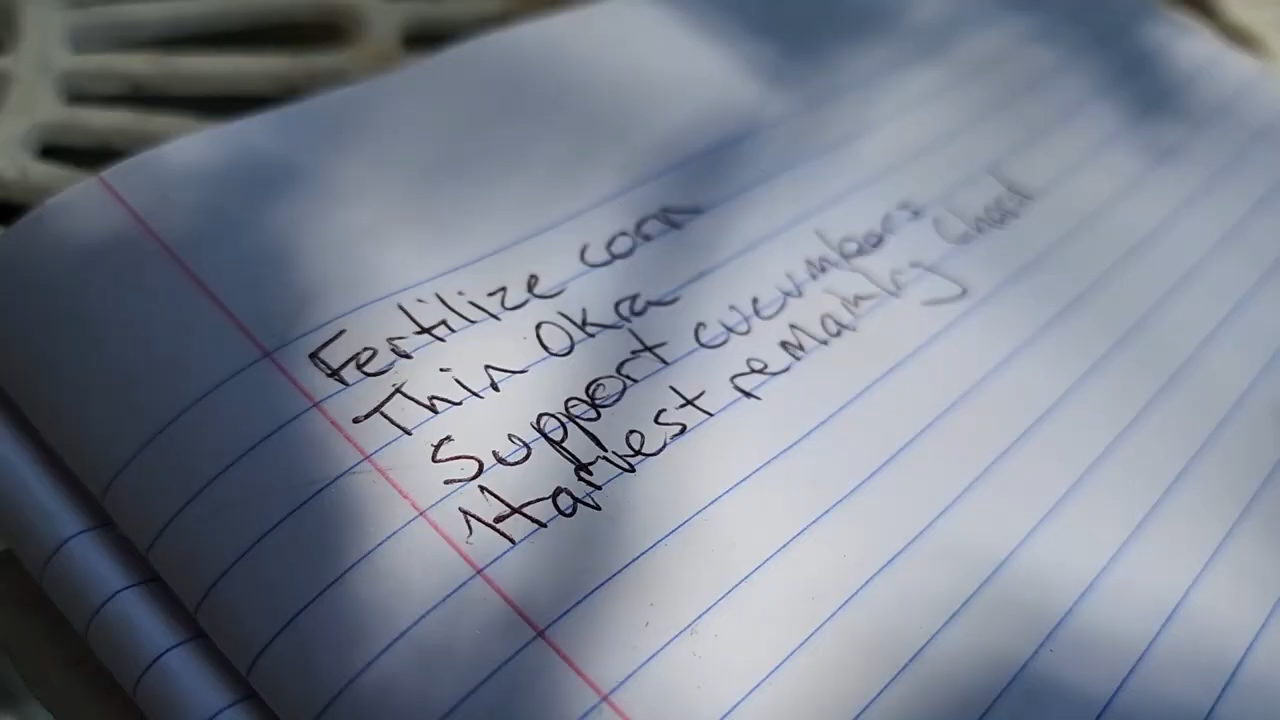 Fertilize corn
Thin Okra
Support cucumbers
Harvest remaining Chard